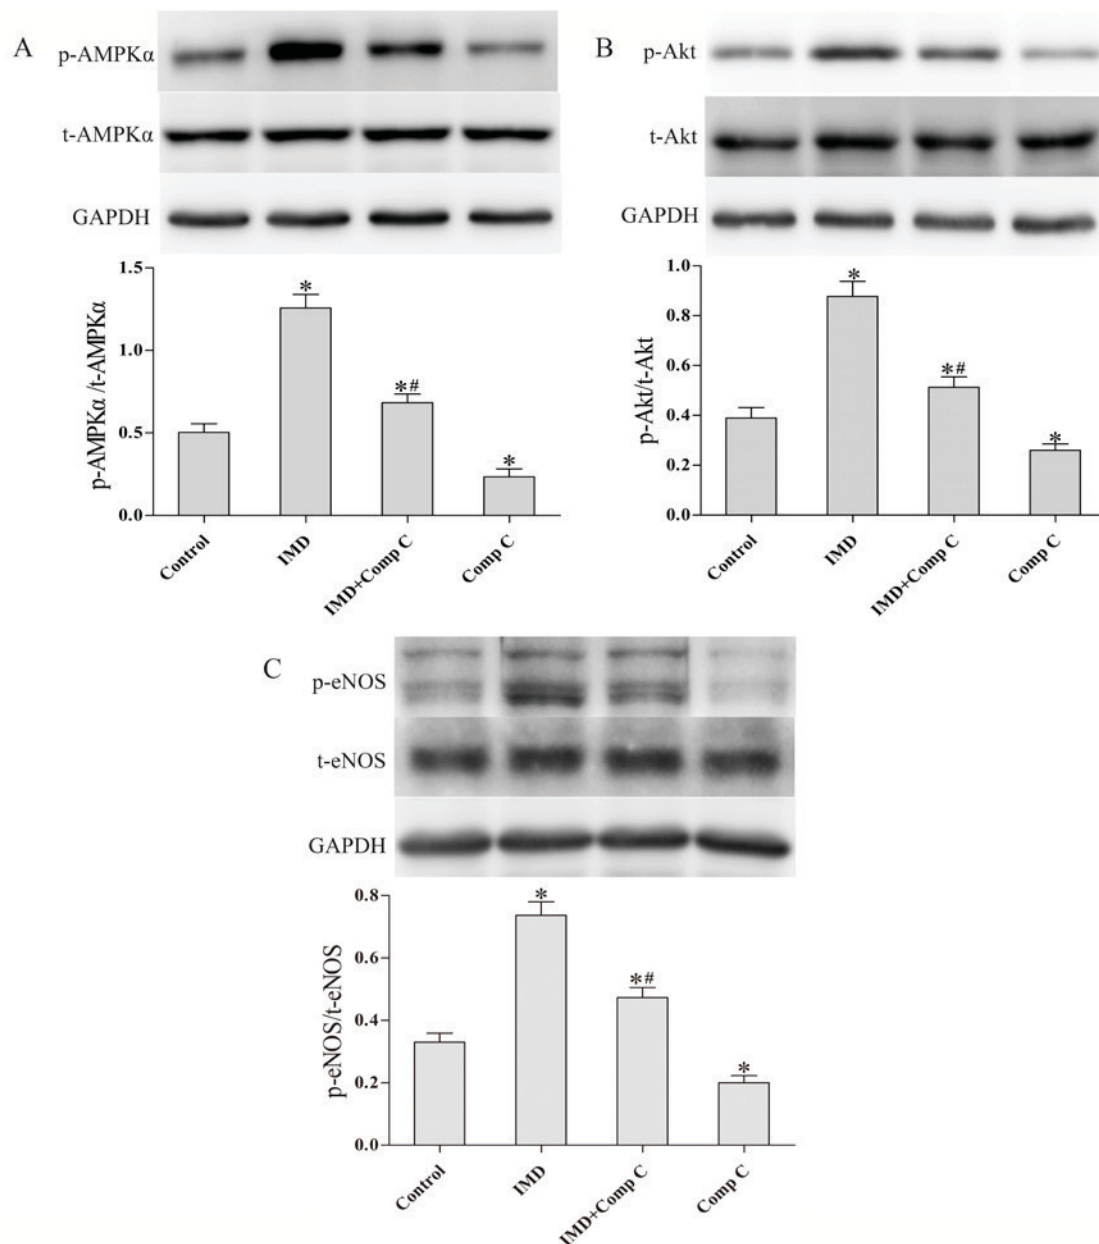 A
p-AMPKα
t-AMPKα
GAPDH
p-AMPKα /t-AMPKα
1.5
1.0
0.5
0.0
*
*#
*
Control
IMD
IMD+Comp C
Comp C
B
p-Akt
t-Akt
GAPDH
p-Akt/t-Akt
1.0
0.8
0.6
0.4
0.2
0.0
*
*#
*
Control
IMD
IMD+Comp C
Comp C
C
p-eNOS
t-eNOS
GAPDH
p-eNOS/t-eNOS
0.8
0.6
0.4
0.2
0.0
*
*#
*
Control
IMD
IMD+Comp C
Comp C